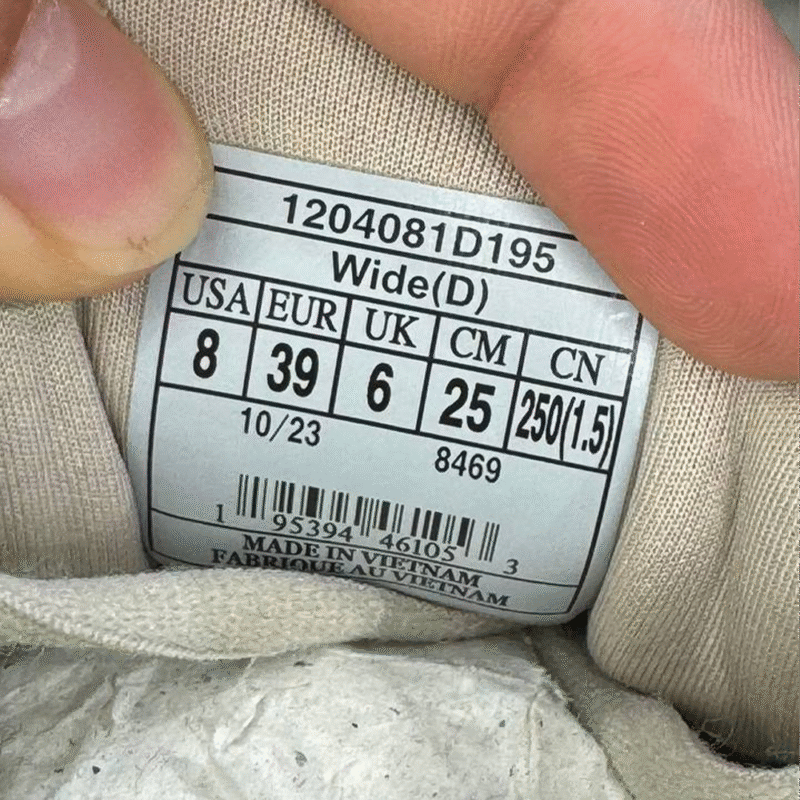 1204081D195
Wide(D)
USA EUR UK CM CN
8 39 6 25 250(1.5)
10/23
8469
1 95394 46105 3
MADE IN VIETNAM
FABRIQUE AU VIETNAM